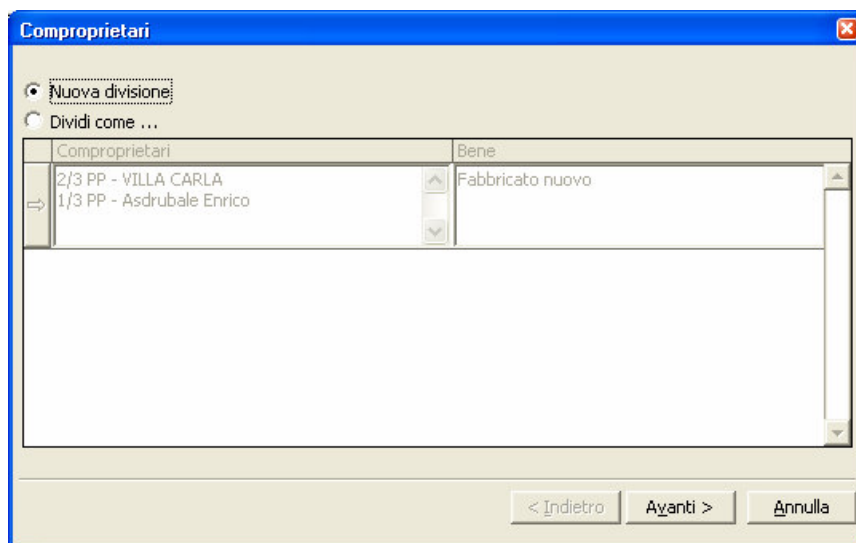 Comproprietari
Nuova divisione
Dividi come ...
Comproprietari Bene
2/3 PP - VILLA CARLA Fabbricato nuovo
1/3 PP - Asdrubale Enrico
< Indietro Avanti > Annulla